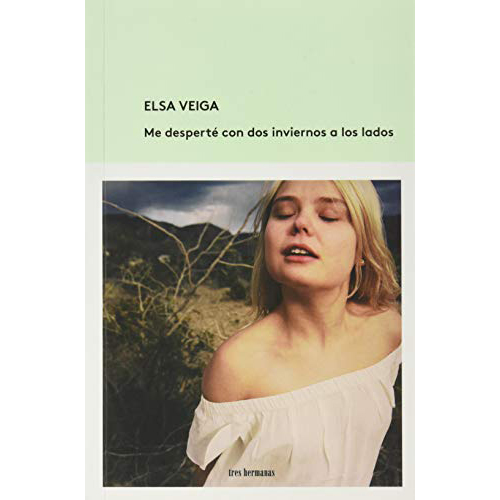 ELSA VEIGA
Me desperté con dos inviernos a los lados
tres hermanas